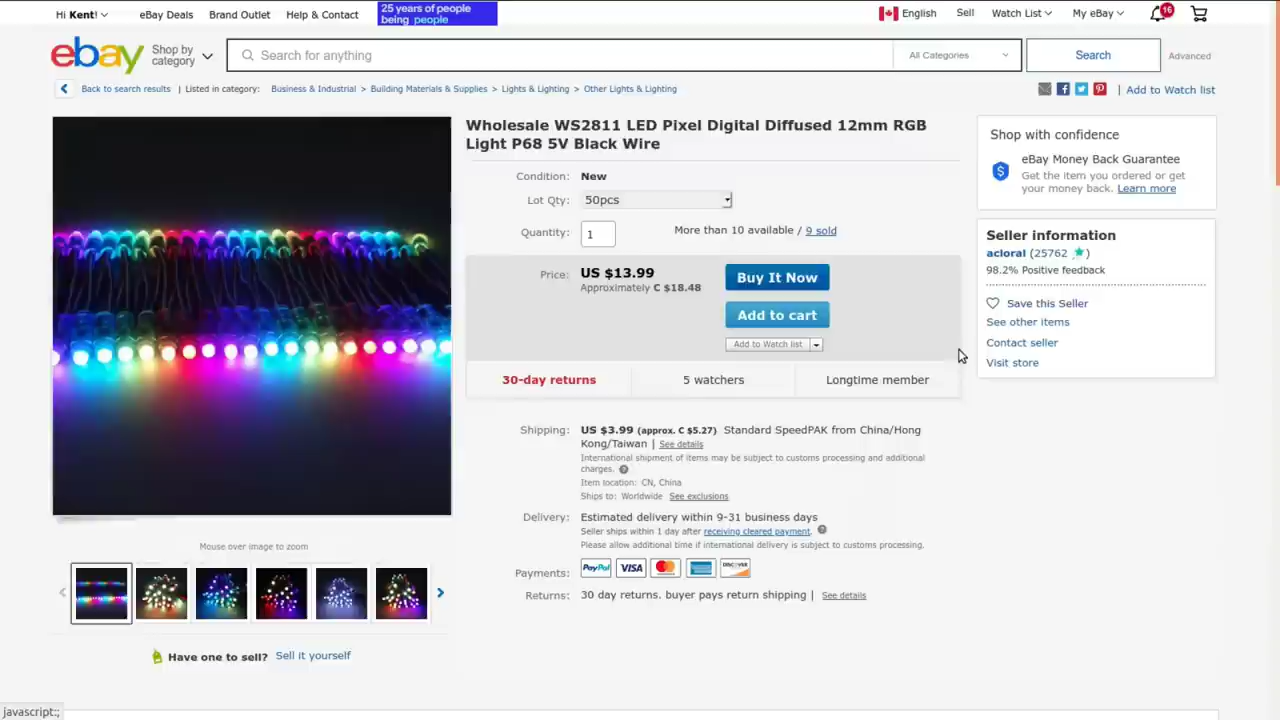 Hi Kent!
eBay Deals
Brand Outlet
Help & Contact
25 years of people
being people
English
Sell
Watch List
My eBay
16
ebay
Shop by
category
Search for anything
All Categories
Search
Advanced
Back to search results | Listed in category: Business & Industrial > Building Materials & Supplies > Lights & Lighting > Other Lights & Lighting
| Add to Watch list
Wholesale WS2811 LED Pixel Digital Diffused 12mm RGB
Light P68 5V Black Wire
Condition: New
Lot Qty: 50pcs
Quantity: 1
More than 10 available / 9 sold
Price: US $13.99
Approximately C $18.48
Buy It Now
Add to cart
Add to Watch list
30-day returns
5 watchers
Longtime member
Shipping: US $3.99 (approx. C $5.27) Standard SpeedPAK from China/Hong
Kong/Taiwan | See details
International shipment of items may be subject to customs processing and additional
charges. ?
Item location: CN, China
Ships to: Worldwide See exclusions
Delivery: Estimated delivery within 9-31 business days
Seller ships within 1 day after receiving cleared payment. ?
Please allow additional time if international delivery is subject to customs processing.
Payments: PayPal VISA MasterCard DISCOVER
Returns: 30 day returns. buyer pays return shipping | See details
Shop with confidence
$
eBay Money Back Guarantee
Get the item you ordered or get
your money back. Learn more
Seller information
acloral (25762 )
98.2% Positive feedback
Save this Seller
See other items
Contact seller
Visit store
Mouse over image to zoom
Have one to sell? Sell it yourself
javascript:;